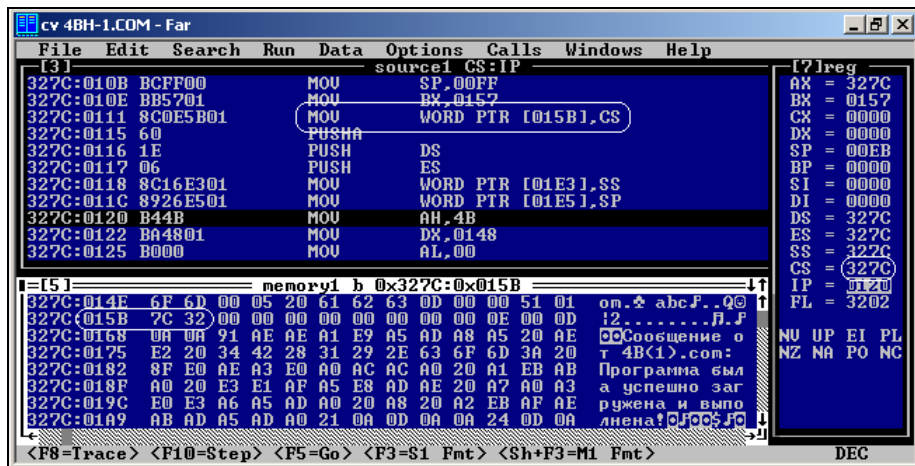 cv 4BH-1.COM - Far
File Edit Search Run Data Options Calls Windows Help
[3] source1 CS:IP
327C:010B BCFF00 MOV SP,00FF
327C:010E BB5701 MOV BX,0157
327C:0111 8C0E5B01 MOV WORD PTR [015B],CS
327C:0115 60 PUSHA
327C:0116 1E PUSH DS
327C:0117 06 PUSH ES
327C:0118 8C16E301 MOV WORD PTR [01E3],SS
327C:011C 8926E501 MOV WORD PTR [01E5],SP
327C:0120 B44B MOV AH,4B
327C:0122 BA4801 MOV DX,0148
327C:0125 B000 MOV AL,00
[7]reg
AX = 327C
BX = 0157
CX = 0000
DX = 0000
SP = 00EB
BP = 0000
SI = 0000
DI = 0000
DS = 327C
ES = 327C
SS = 327C
CS = 327C
IP = 0120
FL = 3202
NV UP EI PL
NZ NA PO NC
[5] memory1 b 0x327C:0x015B
327C:014E 6F 6D 00 05 20 61 62 63 0D 00 00 51 01 om.♣ abc♪..Q☺
327C:015B 7C 32 00 00 00 00 00 00 00 00 0E 00 0D |2........♫.♪
327C:0168 0A 0A 91 AE AE A1 E9 A5 AD A8 A5 20 AE ◙◙Сообщение о
327C:0175 E2 20 34 42 28 31 29 2E 63 6F 6D 3A 20 т 4B(1).com:
327C:0182 8F E0 AE A3 E0 A0 AC AC A0 20 A1 EB AB Программа был
327C:018F A0 20 E3 E1 AF A5 E8 AD AE 20 A7 A0 A3 а успешно заг
327C:019C E0 E3 A6 A5 AD A0 20 A8 20 A2 EB AF AE ружена и выпо
327C:01A9 AB AD A5 AD A0 21 0A 0D 0A 0A 24 0D 0A лнена!◙♪◙◙$♪◙
<F8=Trace> <F10=Step> <F5=Go> <F3=S1 Fmt> <Sh+F3=M1 Fmt> DEC